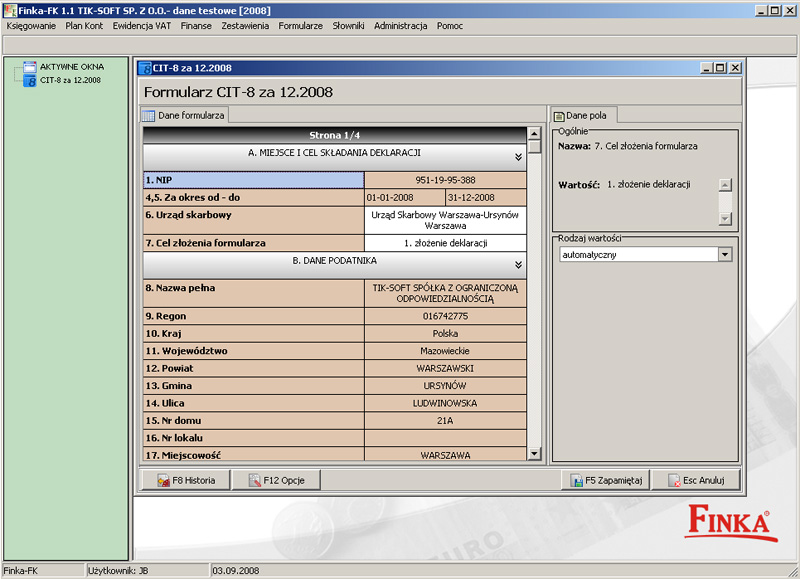 Finka-FK 1.1 TIK-SOFT SP. Z O.O.- dane testowe [2008]
Księgowanie Plan Kont Ewidencja VAT Finanse Zestawienia Formularze Słowniki Administracja Pomoc
AKTYWNE OKNA
CIT-8 za 12.2008
CIT-8 za 12.2008
Formularz CIT-8 za 12.2008
Dane formularza
Strona 1/4
A. MIEJSCE I CEL SKŁADANIA DEKLARACJI
1. NIP 951-19-95-388
4,5. Za okres od - do 01-01-2008 31-12-2008
6. Urząd skarbowy Urząd Skarbowy Warszawa-Ursynów
Warszawa
7. Cel złożenia formularza 1. złożenie deklaracji
B. DANE PODATNIKA
8. Nazwa pełna TIK-SOFT SPÓŁKA Z OGRANICZONĄ
ODPOWIEDZIALNOŚCIĄ
9. Regon 016742775
10. Kraj Polska
11. Województwo Mazowieckie
12. Powiat WARSZAWSKI
13. Gmina URSYNÓW
14. Ulica LUDWINOWSKA
15. Nr domu 21A
16. Nr lokalu
17. Miejscowość WARSZAWA
Dane pola
Ogólnie
Nazwa: 7. Cel złożenia formularza
Wartość: 1. złożenie deklaracji
Rodzaj wartości
automatyczny
F8 Historia F12 Opcje F5 Zapamiętaj Esc Anuluj
EURO
FINKA®
Finka-FK Użytkownik: JB 03.09.2008